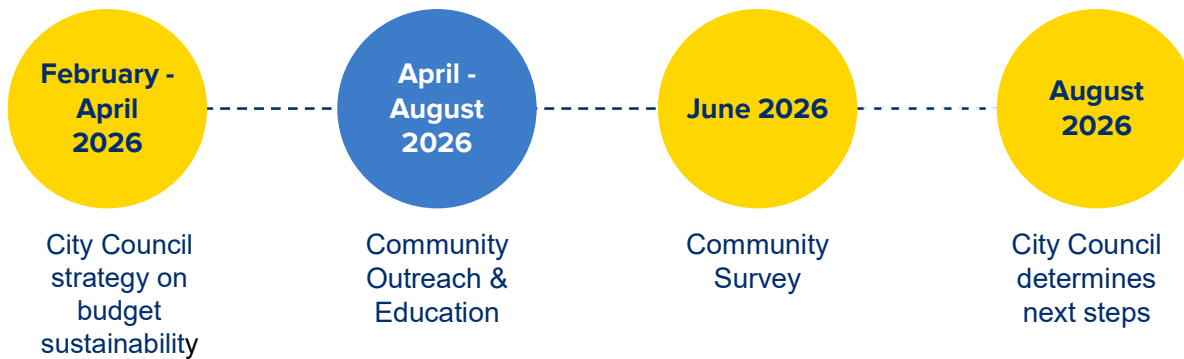 February -
April
2026
City Council
strategy on
budget
sustainability
April -
August
2026
Community
Outreach &
Education
June 2026
Community
Survey
August
2026
City Council
determines
next steps